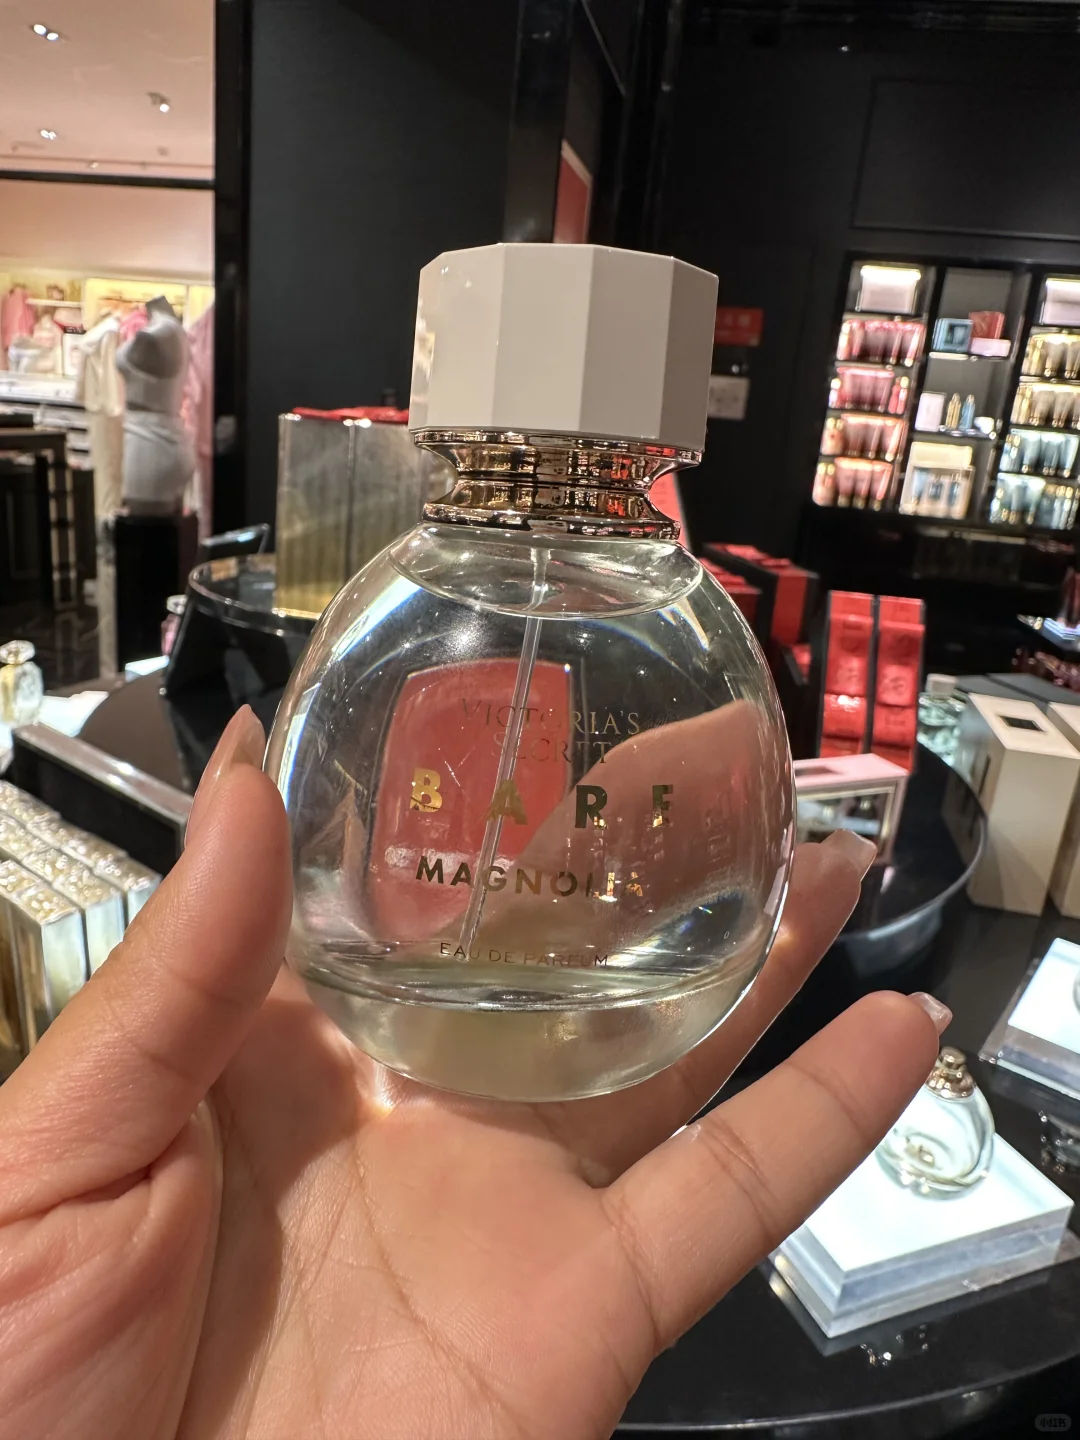 VICTORIA'S
SECRET
BARE
MAGNOLIA
EAU DE PARFUM